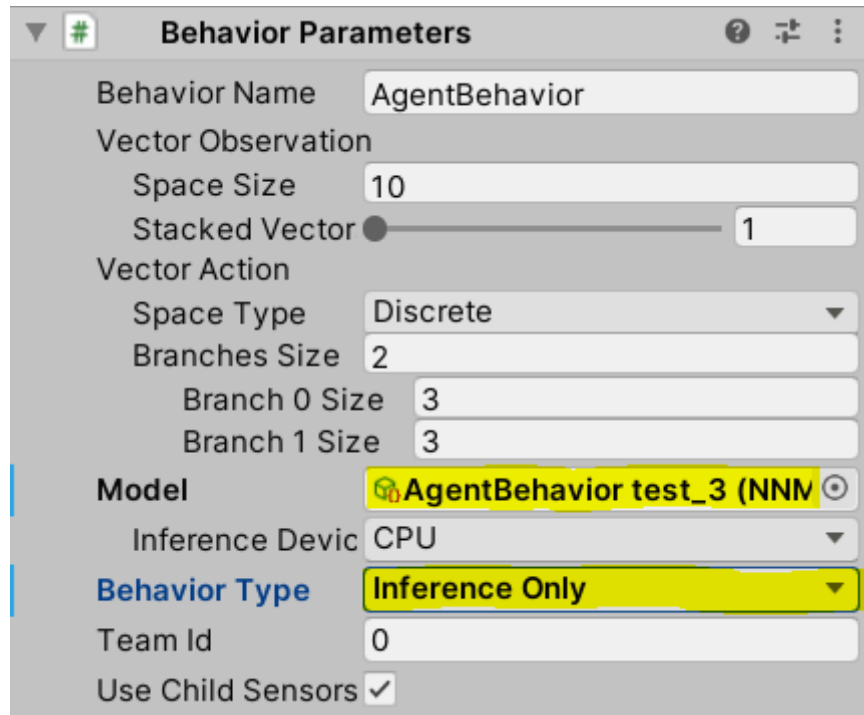 # Behavior Parameters
Behavior Name AgentBehavior
Vector Observation
Space Size 10
Stacked Vector 1
Vector Action
Space Type Discrete
Branches Size 2
Branch 0 Size 3
Branch 1 Size 3
Model AgentBehavior test_3 (NNM
Inference Devic CPU
Behavior Type Inference Only
Team Id 0
Use Child Sensors